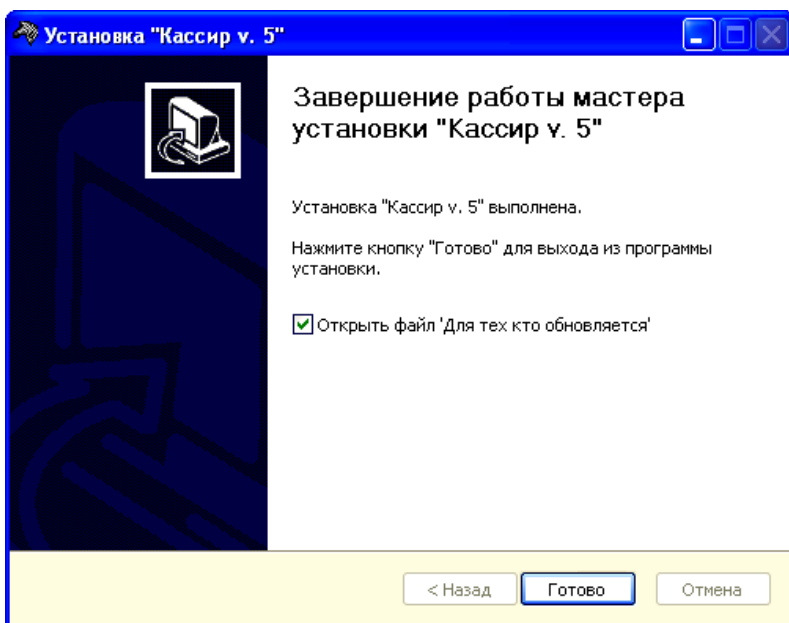 Установка "Кассир v. 5"
Завершение работы мастера
установки "Кассир v. 5"
Установка "Кассир v. 5" выполнена.
Нажмите кнопку "Готово" для выхода из программы
установки.
Открыть файл 'Для тех кто обновляется'
< Назад Готово Отмена